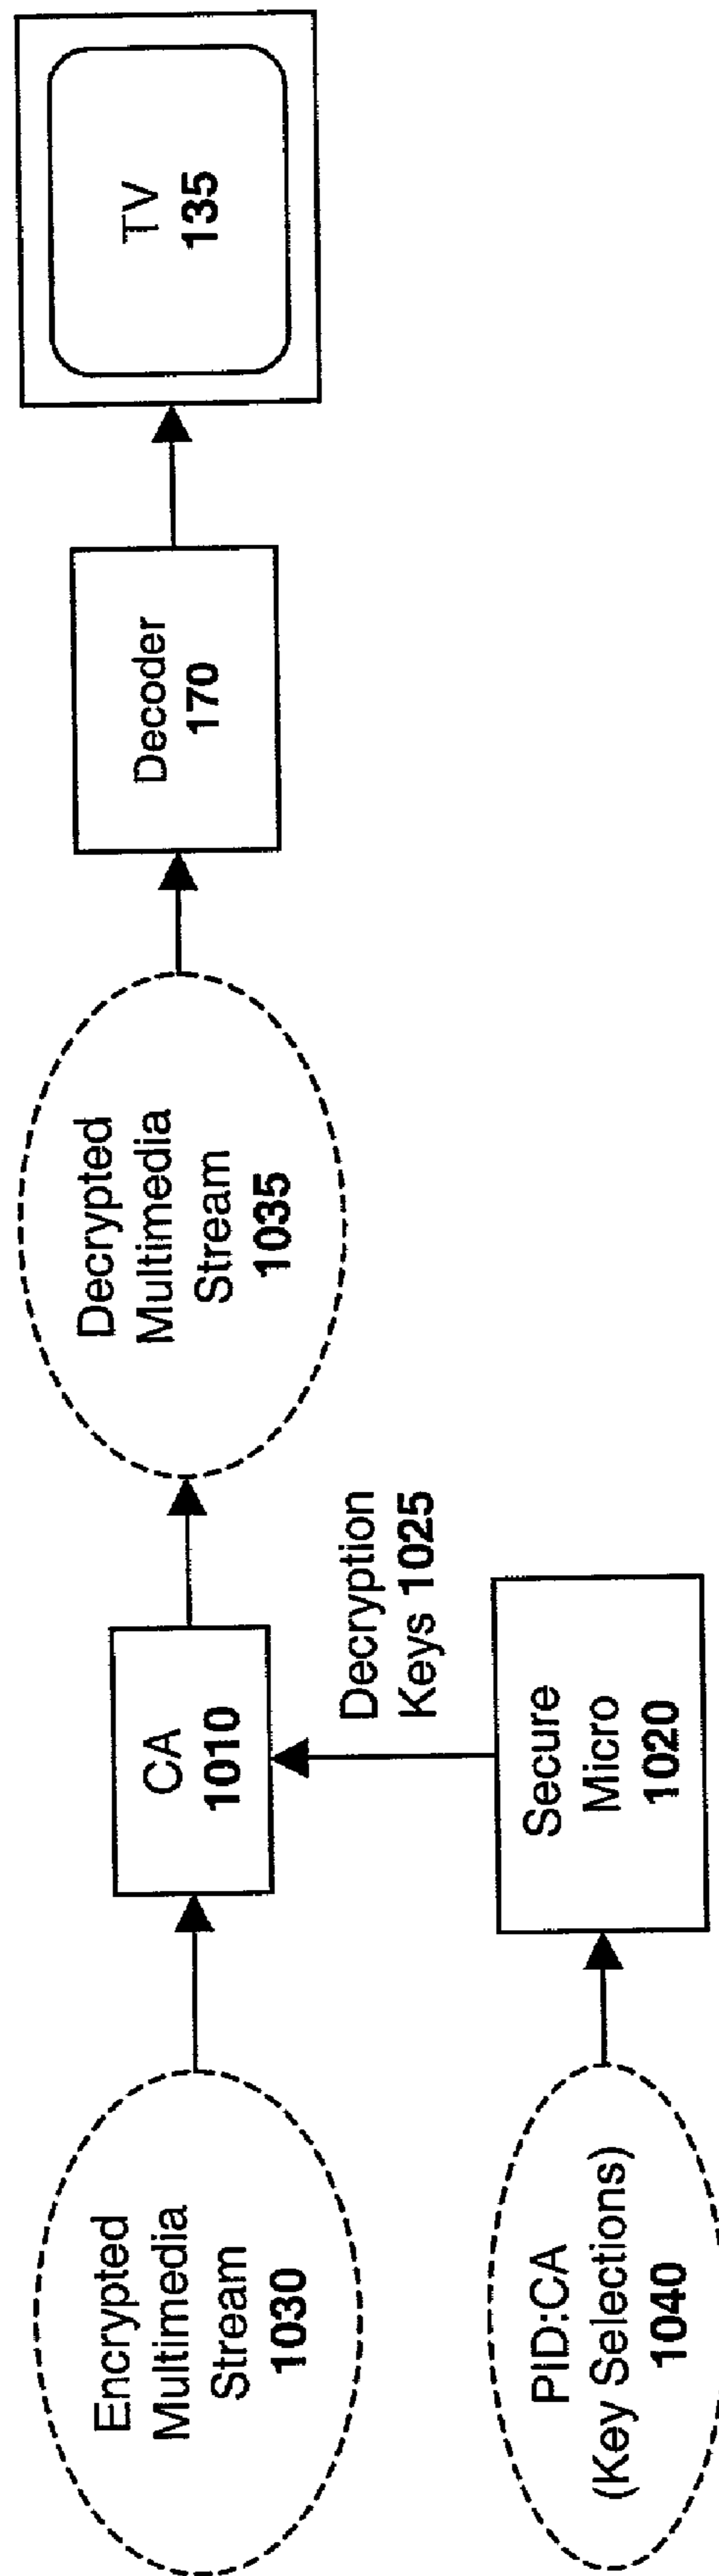 Encrypted
Multimedia
Stream
1030
CA
1010
Decrypted
Multimedia
Stream
1035
Decoder
170
TV
135
Decryption
Keys 1025
PID:CA
(Key Selections)
1040
Secure
Micro
1020